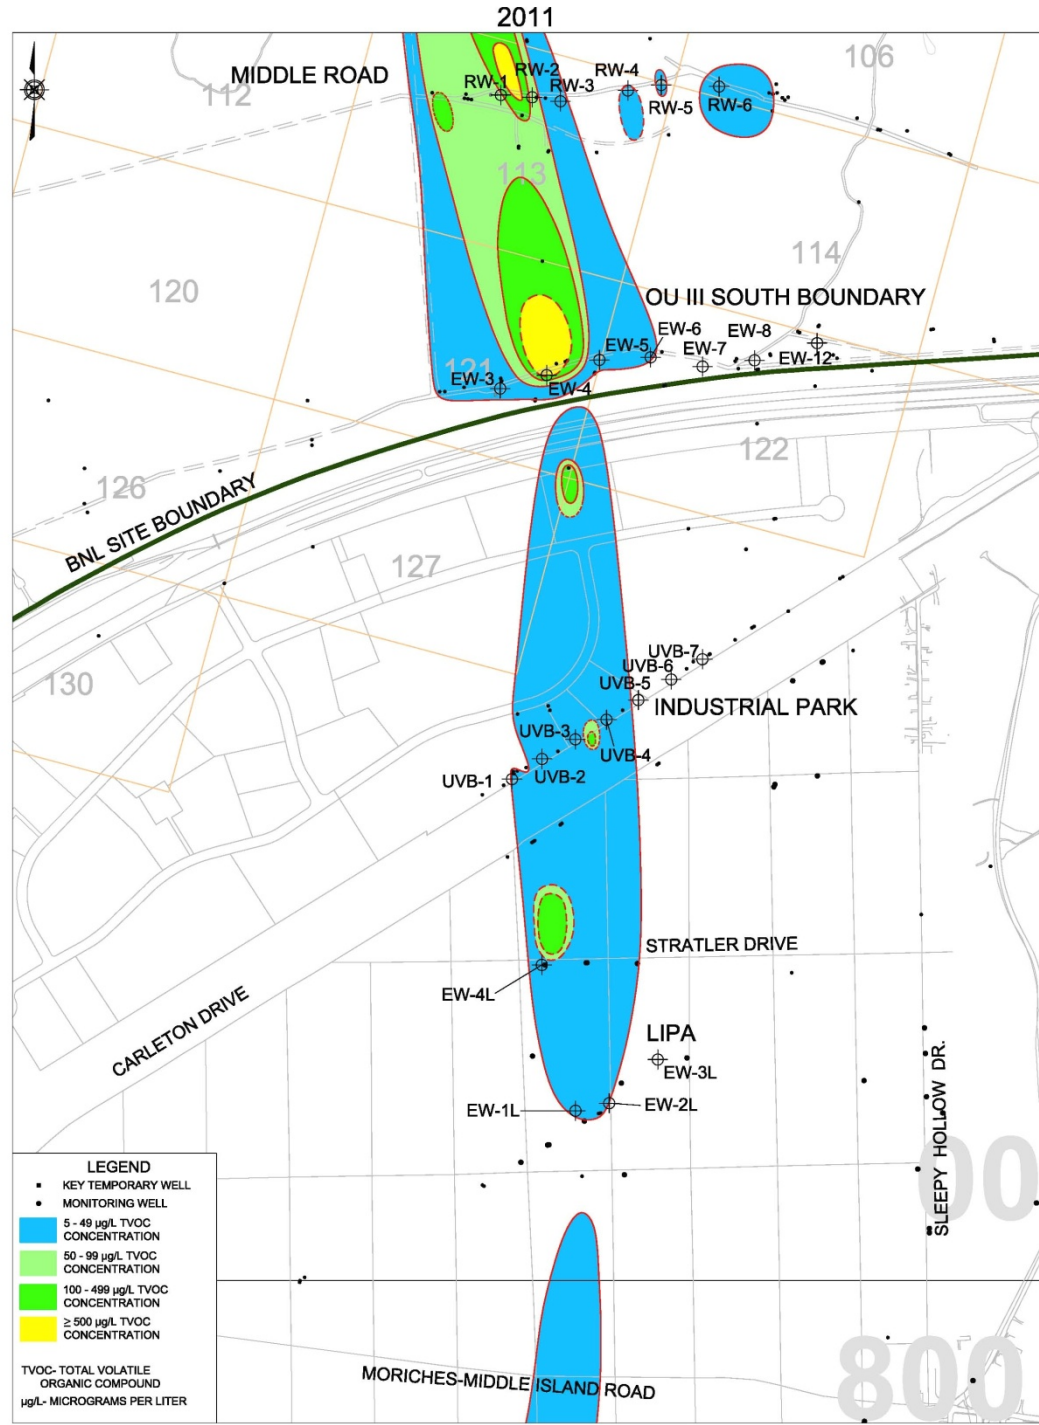 2011
MIDDLE ROAD
112
106
RW-1
RW-2
RW-3
RW-4
RW-5
RW-6
113
114
120
OU III SOUTH BOUNDARY
EW-3
EW-4
EW-5
EW-6
EW-7
EW-8
EW-12
121
122
126
BNL SITE BOUNDARY
127
130
UVB-7
UVB-6
UVB-5
INDUSTRIAL PARK
UVB-3
UVB-4
UVB-2
UVB-1
STRATLER DRIVE
EW-4L
CARLETON DRIVE
LIPA
EW-3L
EW-1L
EW-2L
SLEEPY HOLLOW DR.
00
LEGEND
KEY TEMPORARY WELL
MONITORING WELL
5 - 49 µg/L TVOC
CONCENTRATION
50 - 99 µg/L TVOC
CONCENTRATION
100 - 499 µg/L TVOC
CONCENTRATION
≥ 500 µg/L TVOC
CONCENTRATION
TVOC- TOTAL VOLATILE
ORGANIC COMPOUND
µg/L- MICROGRAMS PER LITER
MORICHES-MIDDLE ISLAND ROAD
800